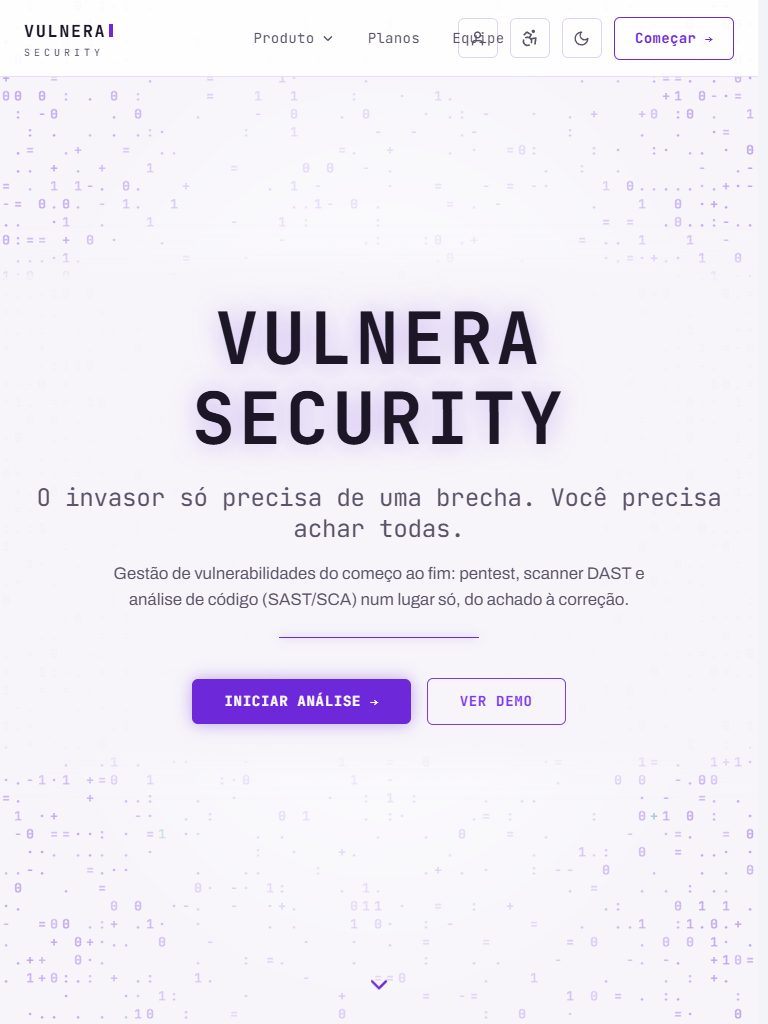 VULNERA
SECURITY
Produto
Planos
Equipe
Começar →
VULNERA
SECURITY
O invasor só precisa de uma brecha. Você precisa
achar todas.
Gestão de vulnerabilidades do começo ao fim: pentest, scanner DAST e
análise de código (SAST/SCA) num lugar só, do achado à correção.
INICIAR ANÁLISE →
VER DEMO